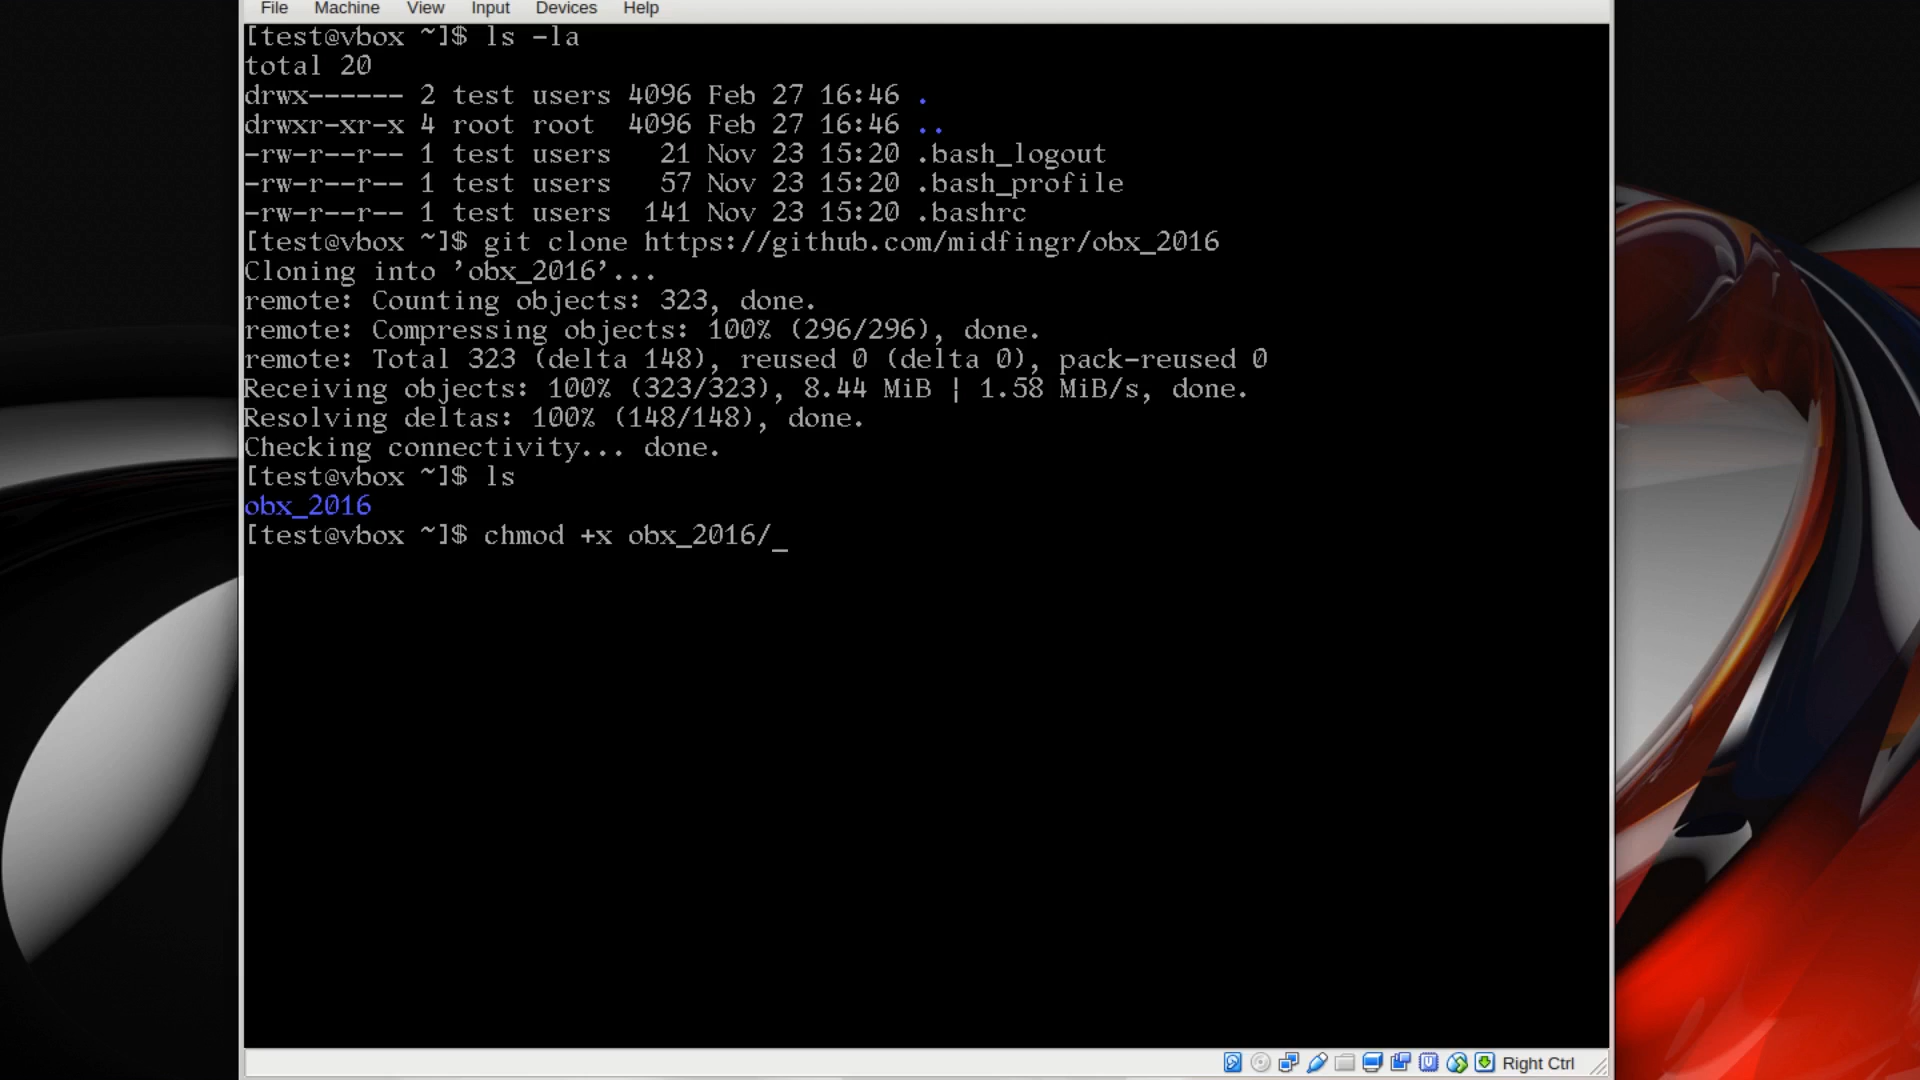 File Machine View Input Devices Help
[test@vbox ~]$ ls -la
total 20
drwx------ 2 test users 4096 Feb 27 16:46 .
drwxr-xr-x 4 root root  4096 Feb 27 16:46 ..
-rw-r--r-- 1 test users   21 Nov 23 15:20 .bash_logout
-rw-r--r-- 1 test users   57 Nov 23 15:20 .bash_profile
-rw-r--r-- 1 test users  141 Nov 23 15:20 .bashrc
[test@vbox ~]$ git clone https://github.com/midfingr/obx_2016
Cloning into 'obx_2016'...
remote: Counting objects: 323, done.
remote: Compressing objects: 100% (296/296), done.
remote: Total 323 (delta 148), reused 0 (delta 0), pack-reused 0
Receiving objects: 100% (323/323), 8.44 MiB | 1.58 MiB/s, done.
Resolving deltas: 100% (148/148), done.
Checking connectivity... done.
[test@vbox ~]$ ls
obx_2016
[test@vbox ~]$ chmod +x obx_2016/_
Right Ctrl